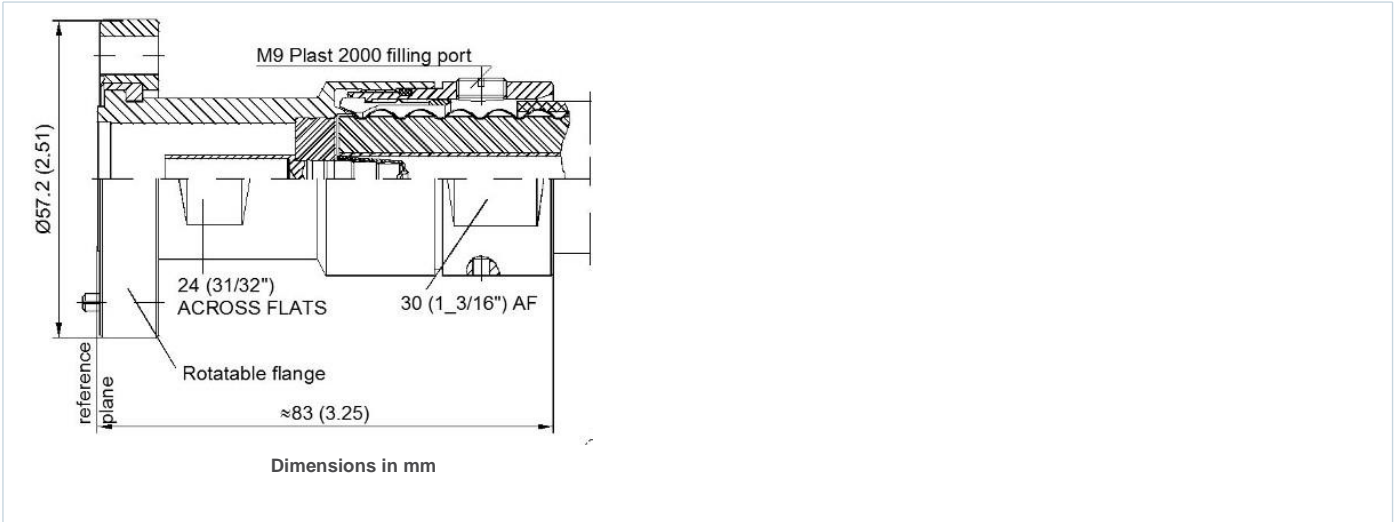 M9 Plast 2000 filling port
Ø57.2 (2.51)
24 (31/32")
ACROSS FLATS
30 (1_3/16") AF
Rotatable flange
reference
plane
≈83 (3.25)
Dimensions in mm